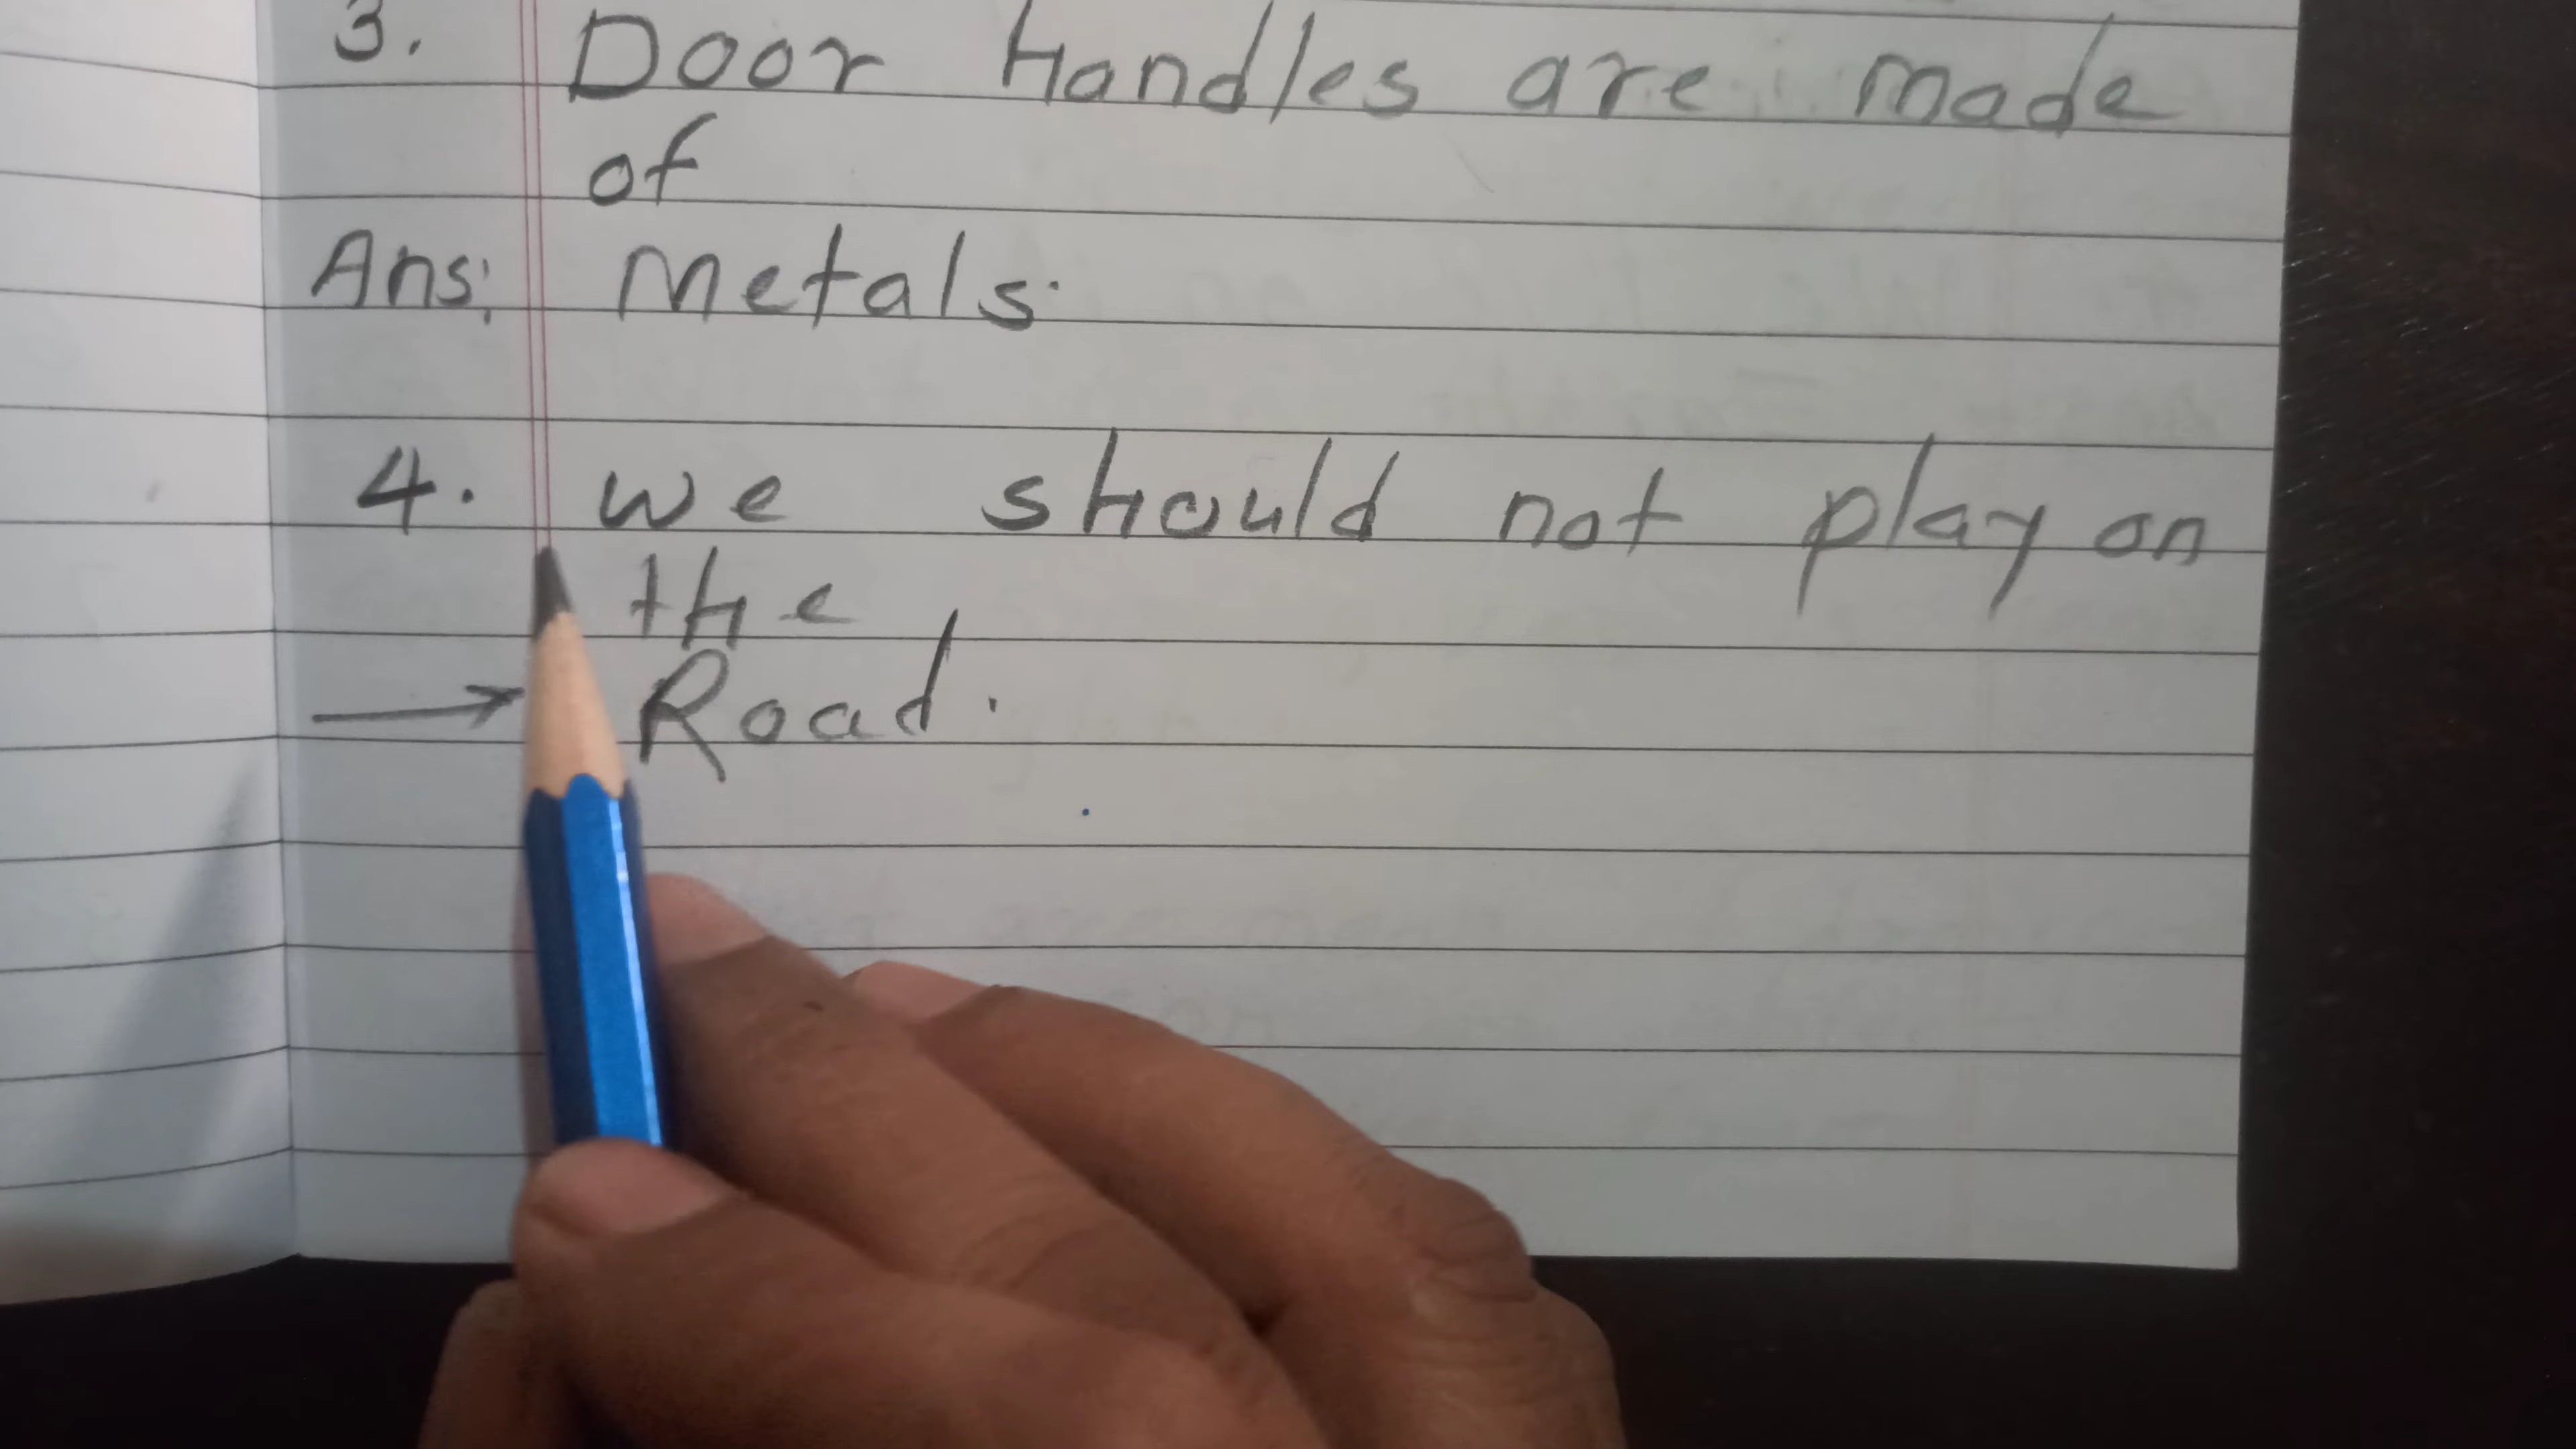 3. Door Handles are made
of
Ans: Metals.
4. We should not play on
the
→ Road.